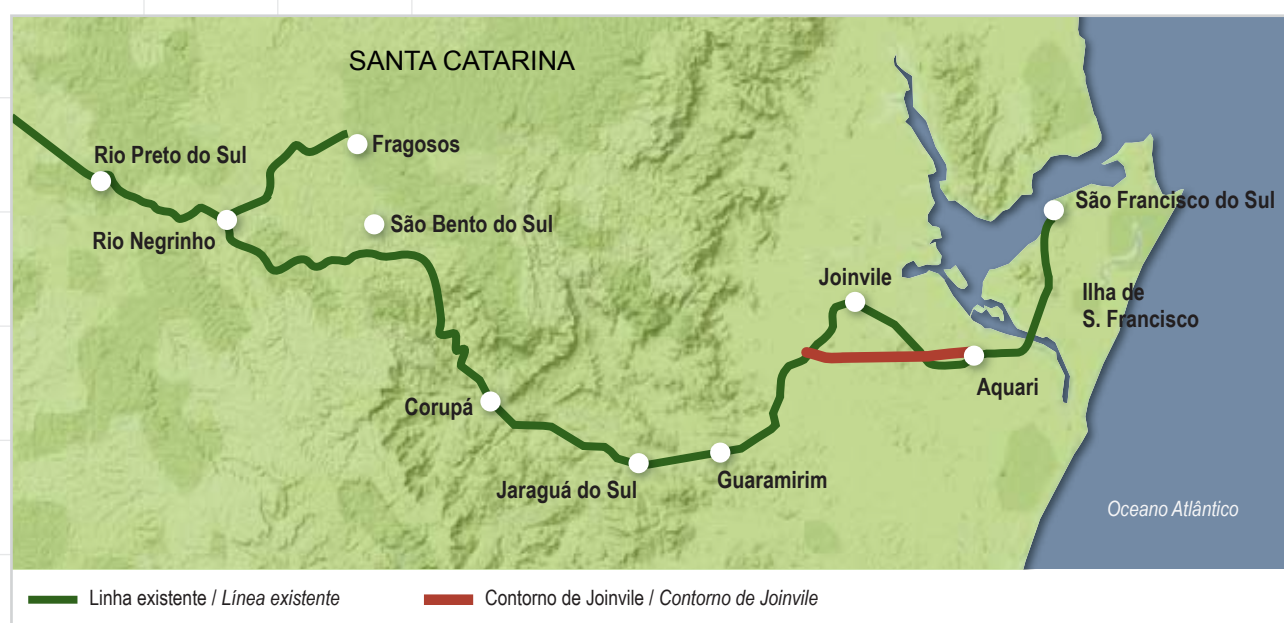 SANTA CATARINA
Fragosos
Rio Preto do Sul
São Bento do Sul
Rio Negrinho
São Francisco do Sul
Joinvile
Ilha de
S. Francisco
Aquari
Corupá
Guaramirim
Jaraguá do Sul
Oceano Atlântico
Linha existente / Línea existente
Contorno de Joinvile / Contorno de Joinvile